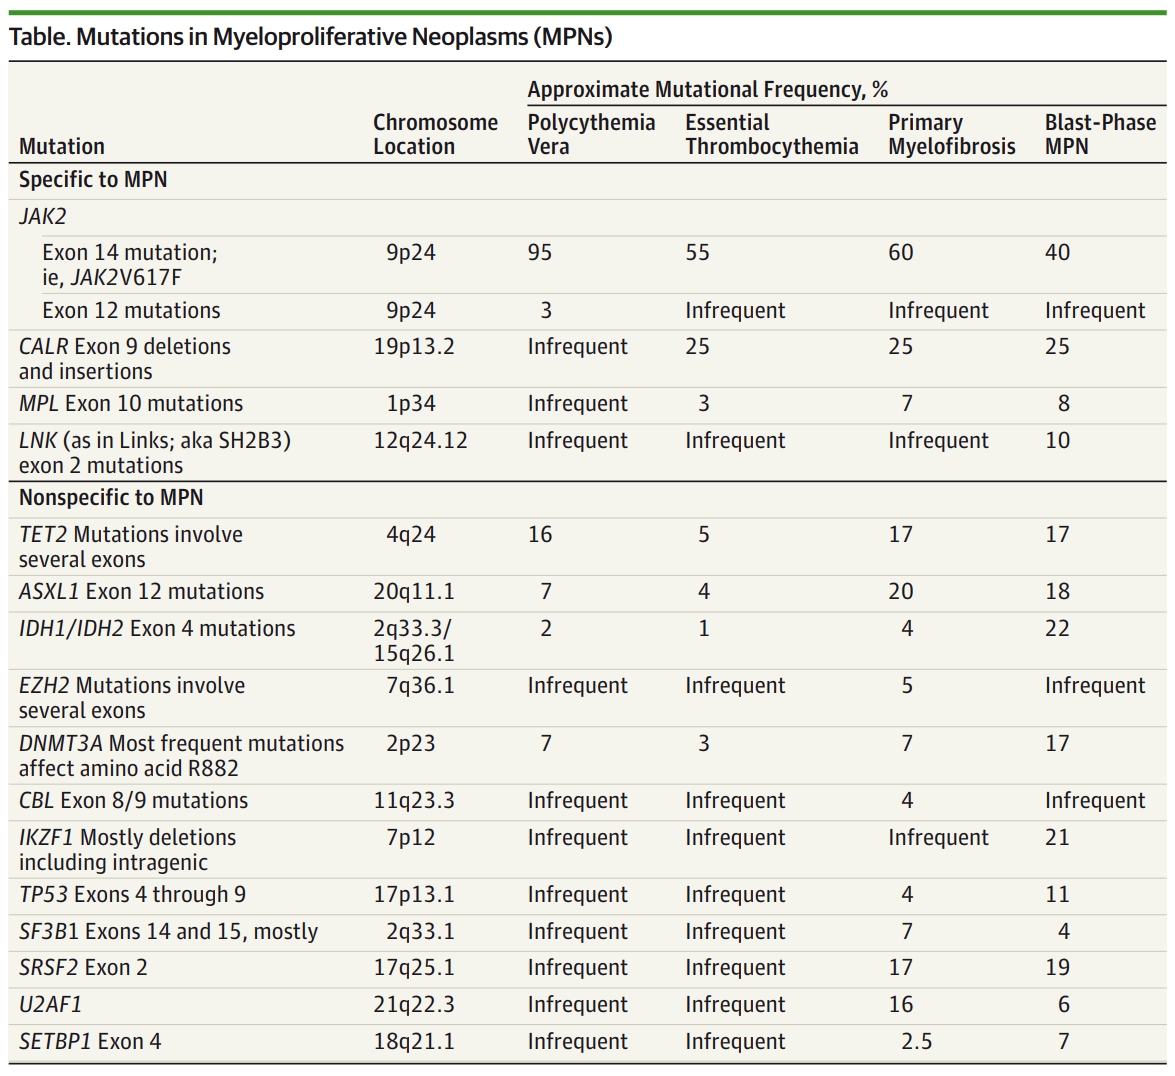 Table. Mutations in Myeloproliferative Neoplasms (MPNs)
Approximate Mutational Frequency, %
Mutation Chromosome Location Polycythemia Vera Essential Thrombocythemia Primary Myelofibrosis Blast-Phase MPN
Specific to MPN
JAK2
Exon 14 mutation; 9p24 95 55 60 40
ie, JAK2V617F
Exon 12 mutations 9p24 3 Infrequent Infrequent Infrequent
CALR Exon 9 deletions 19p13.2 Infrequent 25 25 25
and insertions
MPL Exon 10 mutations 1p34 Infrequent 3 7 8
LNK (as in Links; aka SH2B3) 12q24.12 Infrequent Infrequent Infrequent 10
exon 2 mutations
Nonspecific to MPN
TET2 Mutations involve 4q24 16 5 17 17
several exons
ASXL1 Exon 12 mutations 20q11.1 7 4 20 18
IDH1/IDH2 Exon 4 mutations 2q33.3/ 2 1 4 22
15q26.1
EZH2 Mutations involve 7q36.1 Infrequent Infrequent 5 Infrequent
several exons
DNMT3A Most frequent mutations 2p23 7 3 7 17
affect amino acid R882
CBL Exon 8/9 mutations 11q23.3 Infrequent Infrequent 4 Infrequent
IKZF1 Mostly deletions 7p12 Infrequent Infrequent Infrequent 21
including intragenic
TP53 Exons 4 through 9 17p13.1 Infrequent Infrequent 4 11
SF3B1 Exons 14 and 15, mostly 2q33.1 Infrequent Infrequent 7 4
SRSF2 Exon 2 17q25.1 Infrequent Infrequent 17 19
U2AF1 21q22.3 Infrequent Infrequent 16 6
SETBP1 Exon 4 18q21.1 Infrequent Infrequent 2.5 7